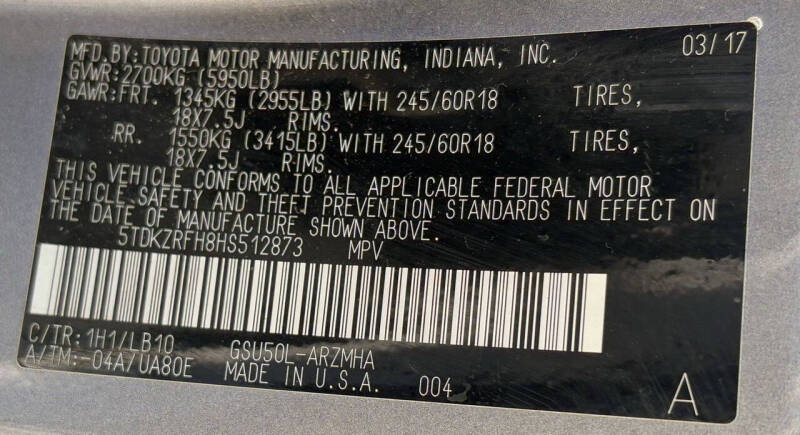 MFD.BY:TOYOTA MOTOR MANUFACTURING, INDIANA, INC. 03/17
GVWR:2700KG (5950LB)
GAWR:FRT. 1345KG (2955LB) WITH 245/60R18 TIRES,
18X7.5J RIMS.
RR. 1550KG (3415LB) WITH 245/60R18 TIRES,
18X7.5J RIMS.
THIS VEHICLE CONFORMS TO ALL APPLICABLE FEDERAL MOTOR
VEHICLE SAFETY AND THEFT PREVENTION STANDARDS IN EFFECT ON
THE DATE OF MANUFACTURE SHOWN ABOVE.
5TDKZRFH8HS512873 MPV
C/TR:1H1/LB10 GSU50L-ARZMHA
A/TM:-04A/UA80E MADE IN U.S.A. 004 A